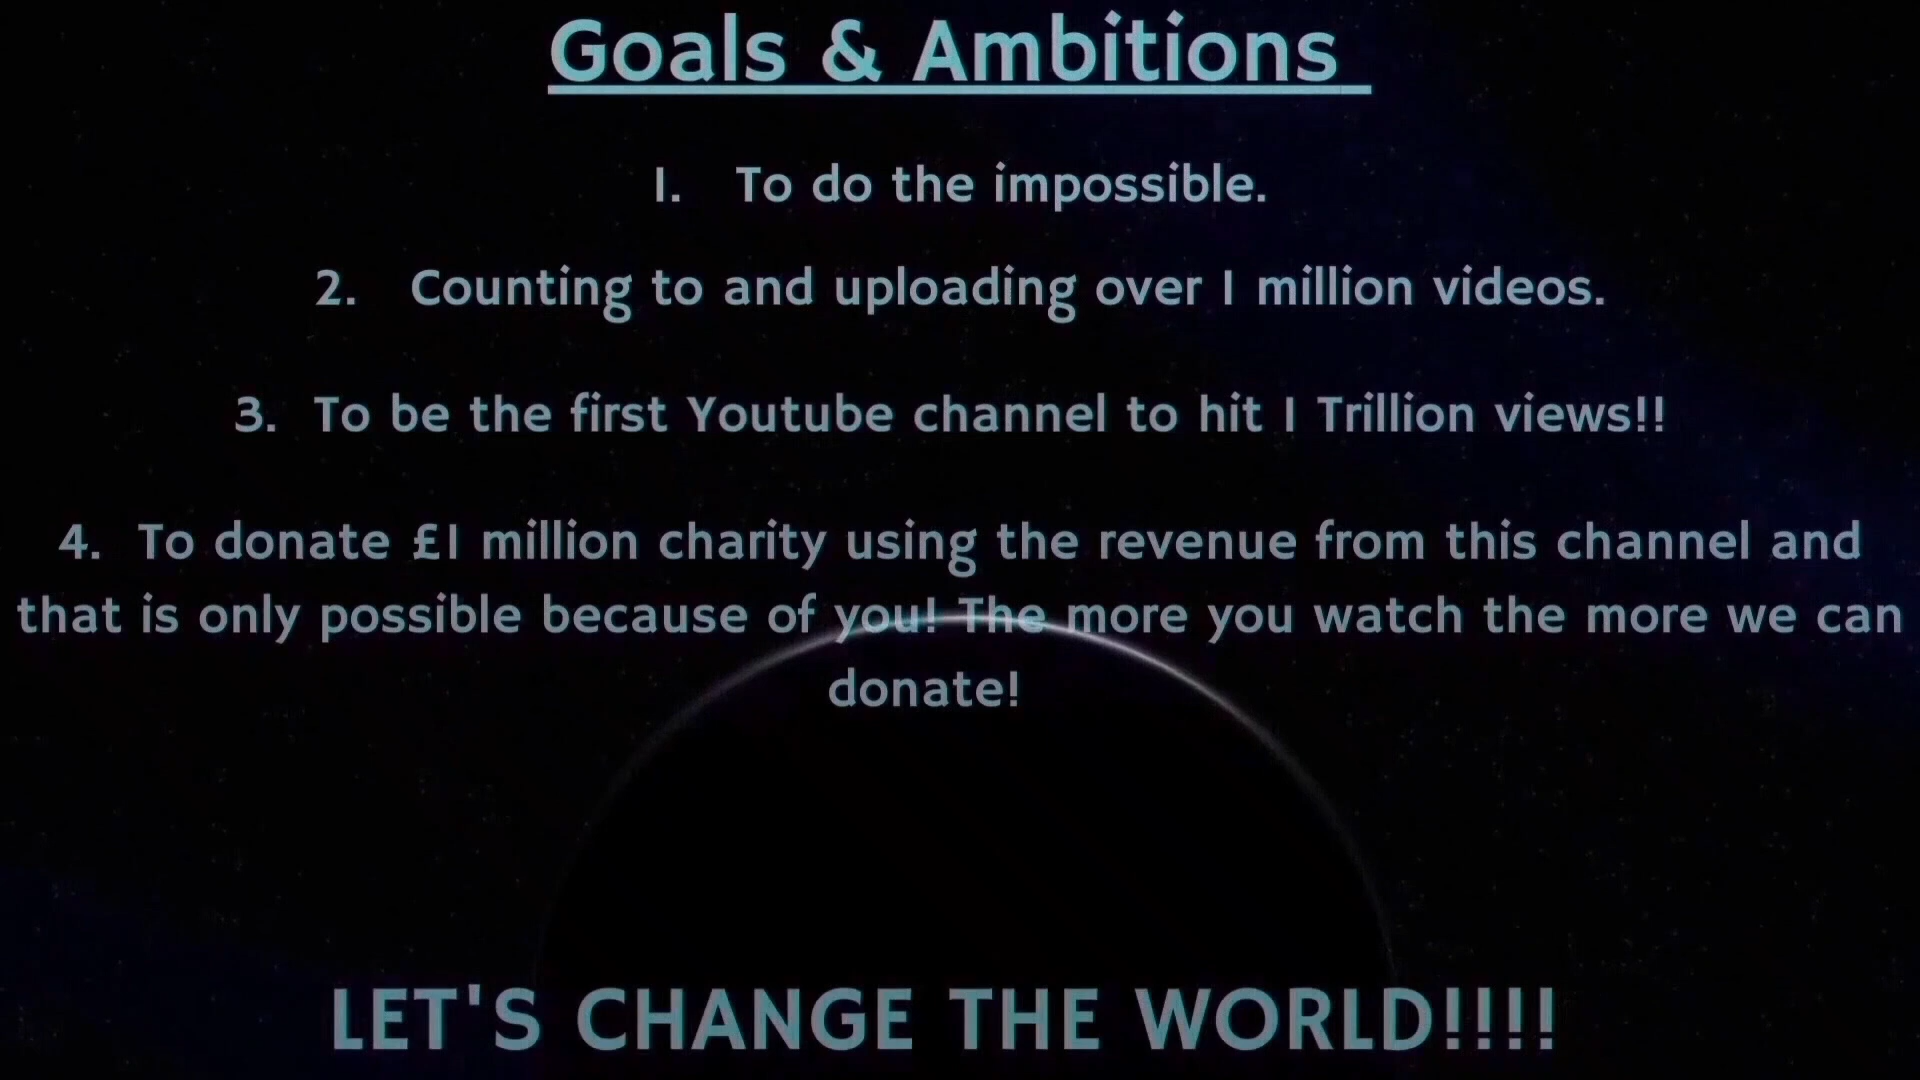 Goals & Ambitions
1. To do the impossible.
2. Counting to and uploading over 1 million videos.
3. To be the first Youtube channel to hit 1 Trillion views!!
4. To donate £1 million charity using the revenue from this channel and
that is only possible because of you! The more you watch the more we can
donate!
LET'S CHANGE THE WORLD!!!!